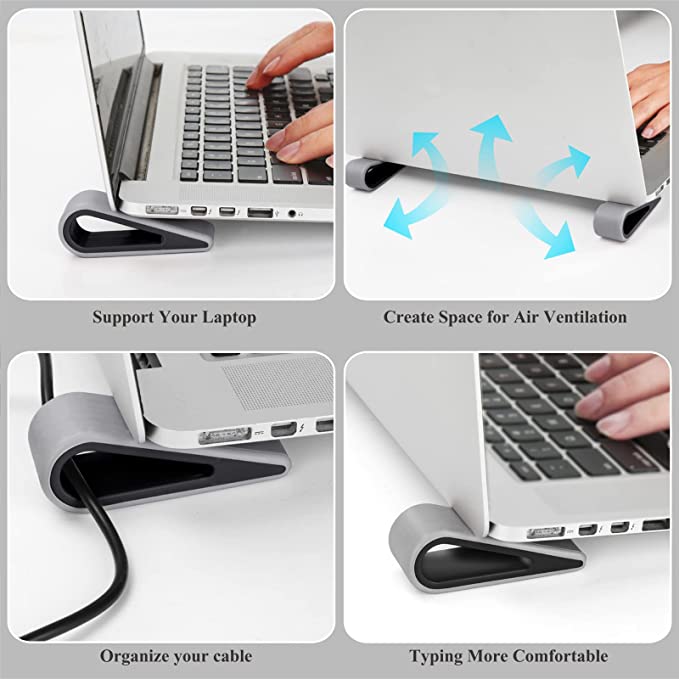 Support Your Laptop
Create Space for Air Ventilation
Organize your cable
Typing More Comfortable